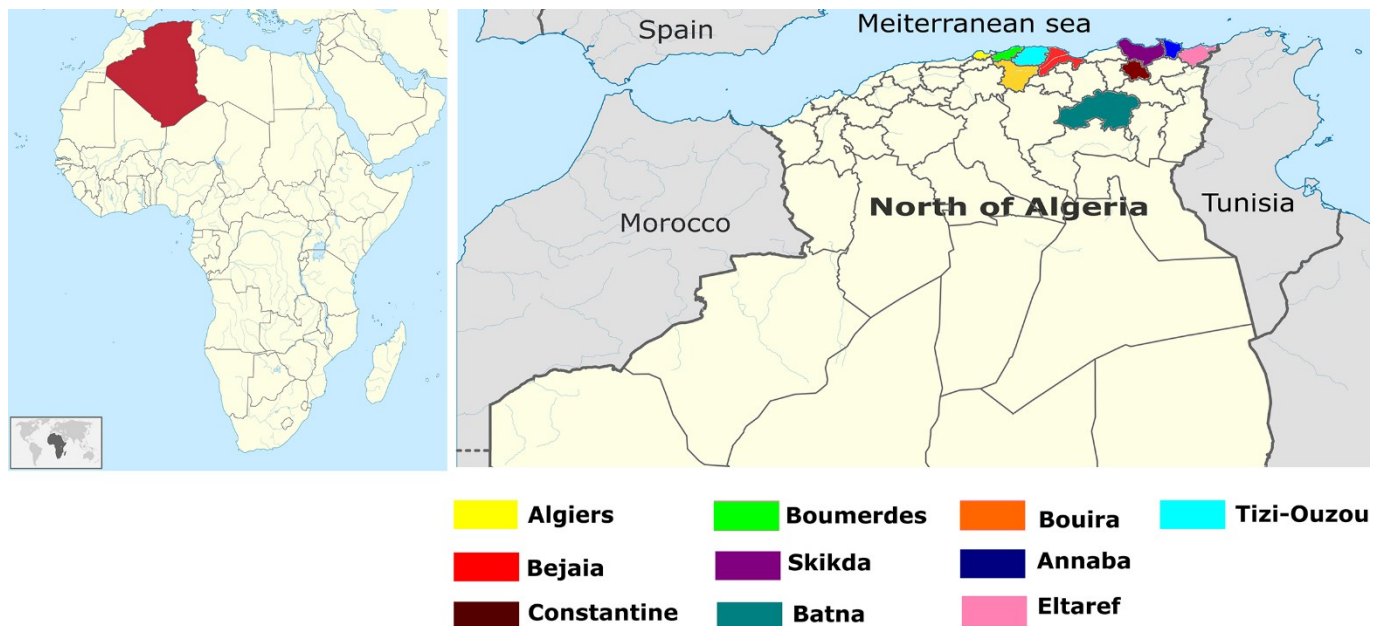 Spain
Meiterranean sea
Morocco
North of Algeria
Tunisia
Algiers
Boumerdes
Bouira
Tizi-Ouzou
Bejaia
Skikda
Annaba
Constantine
Batna
Eltaref